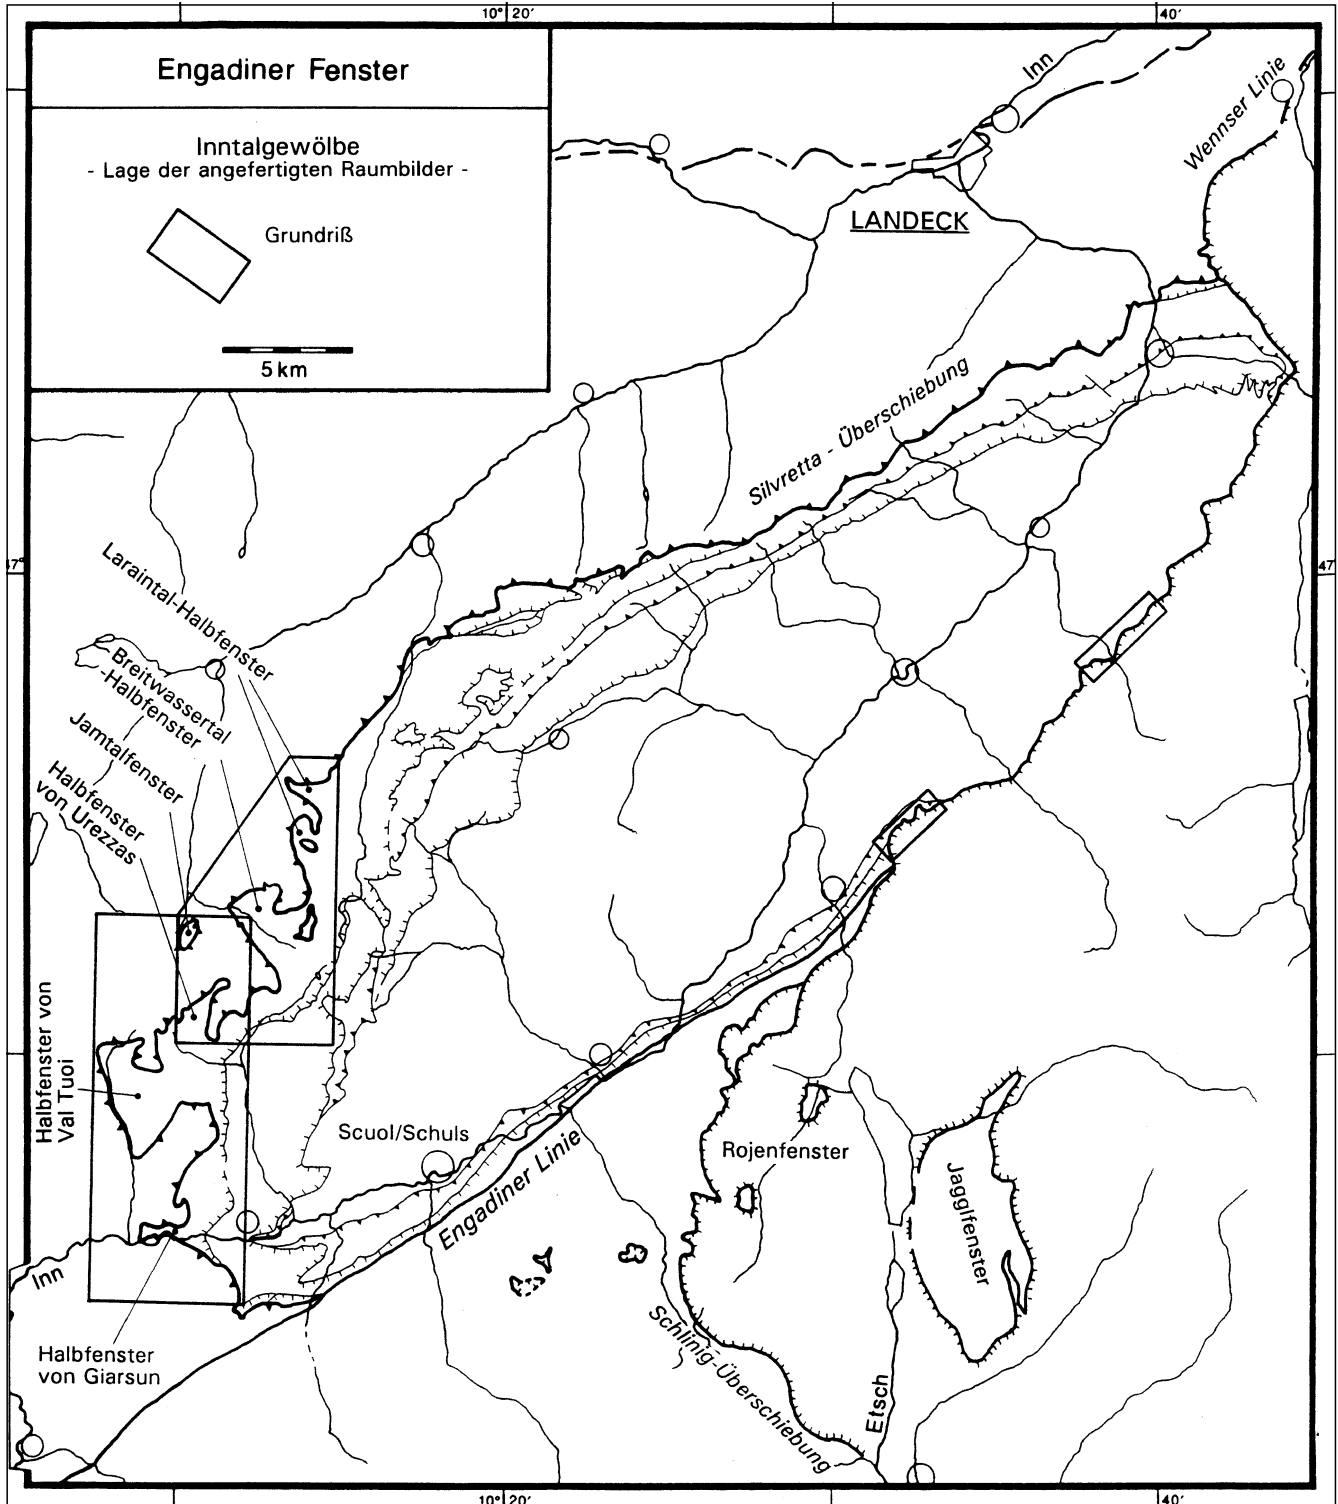 10° 20'
40'
Engadiner Fenster
Inntalgewölbe
- Lage der angefertigten Raumbilder -
Grundriß
5 km
Inn
Wennser Linie
LANDECK
Silvretta - Überschiebung
47°
47
Laraintal-Halbfenster
Breitwassertal
-Halbfenster
Jamtalfenster
Halbfenster
von Urezzas
Halbfenster von
Val Tuoi
Scuol/Schuls
Engadiner Linie
Rojenfenster
Jagglfenster
Inn
Halbfenster
von Giarsun
Schlinig-Überschiebung
Etsch
10° 20'
40'